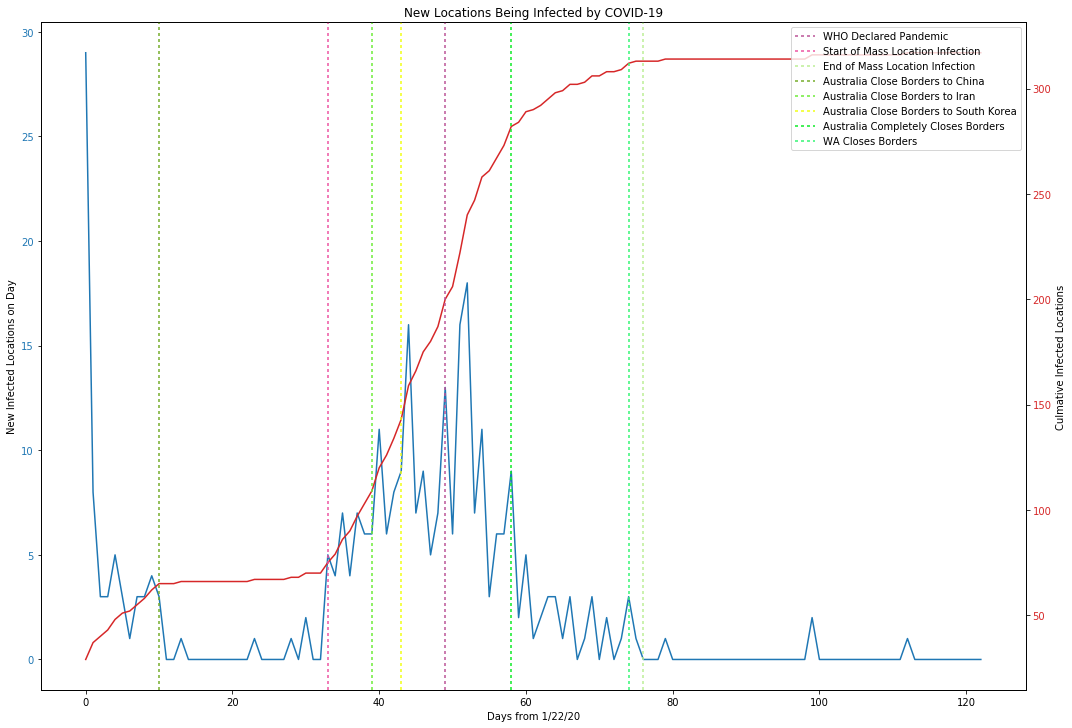 New Locations Being Infected by COVID-19
30
25
20
15
10
5
0
New Infected Locations on Day
WHO Declared Pandemic
Start of Mass Location Infection
End of Mass Location Infection
Australia Close Borders to China
Australia Close Borders to Iran
Australia Close Borders to South Korea
Australia Completely Closes Borders
WA Closes Borders
300
250
200
150
100
50
Culmative Infected Locations
0 20 40 60 80 100 120
Days from 1/22/20